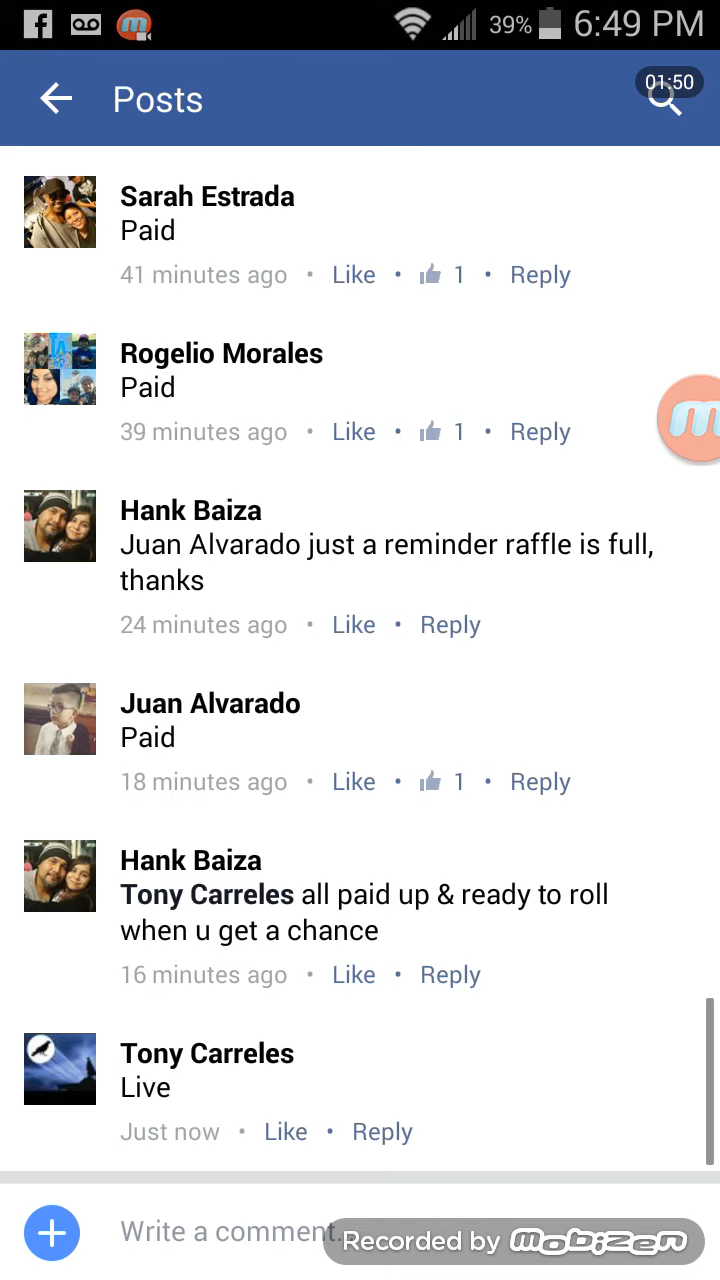 39% 6:49 PM
Posts
01:50
Sarah Estrada
Paid
41 minutes ago • Like • 1 • Reply
Rogelio Morales
Paid
39 minutes ago • Like • 1 • Reply
Hank Baiza
Juan Alvarado just a reminder raffle is full,
thanks
24 minutes ago • Like • Reply
Juan Alvarado
Paid
18 minutes ago • Like • 1 • Reply
Hank Baiza
Tony Carreles all paid up & ready to roll
when u get a chance
16 minutes ago • Like • Reply
Tony Carreles
Live
Just now • Like • Reply
Write a comment...
Recorded by mobizen